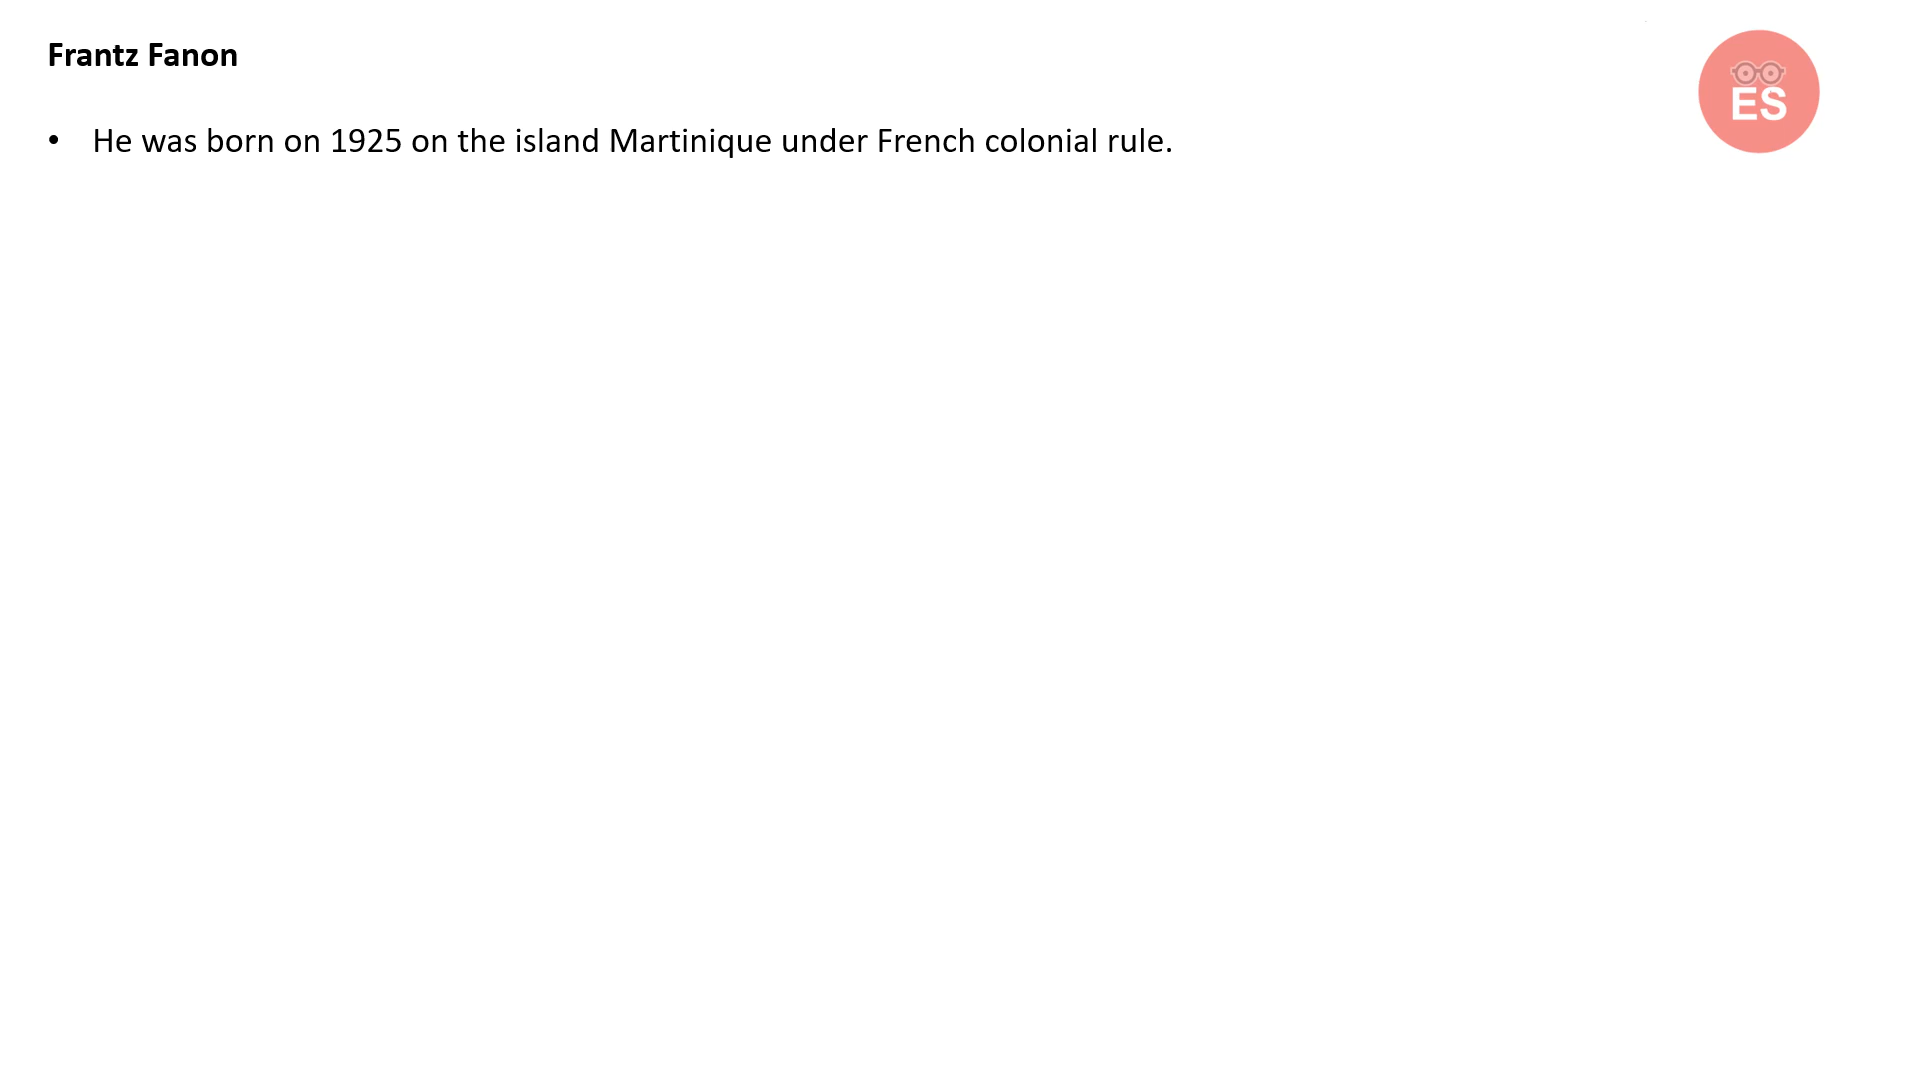 Frantz Fanon
ES
• He was born on 1925 on the island Martinique under French colonial rule.